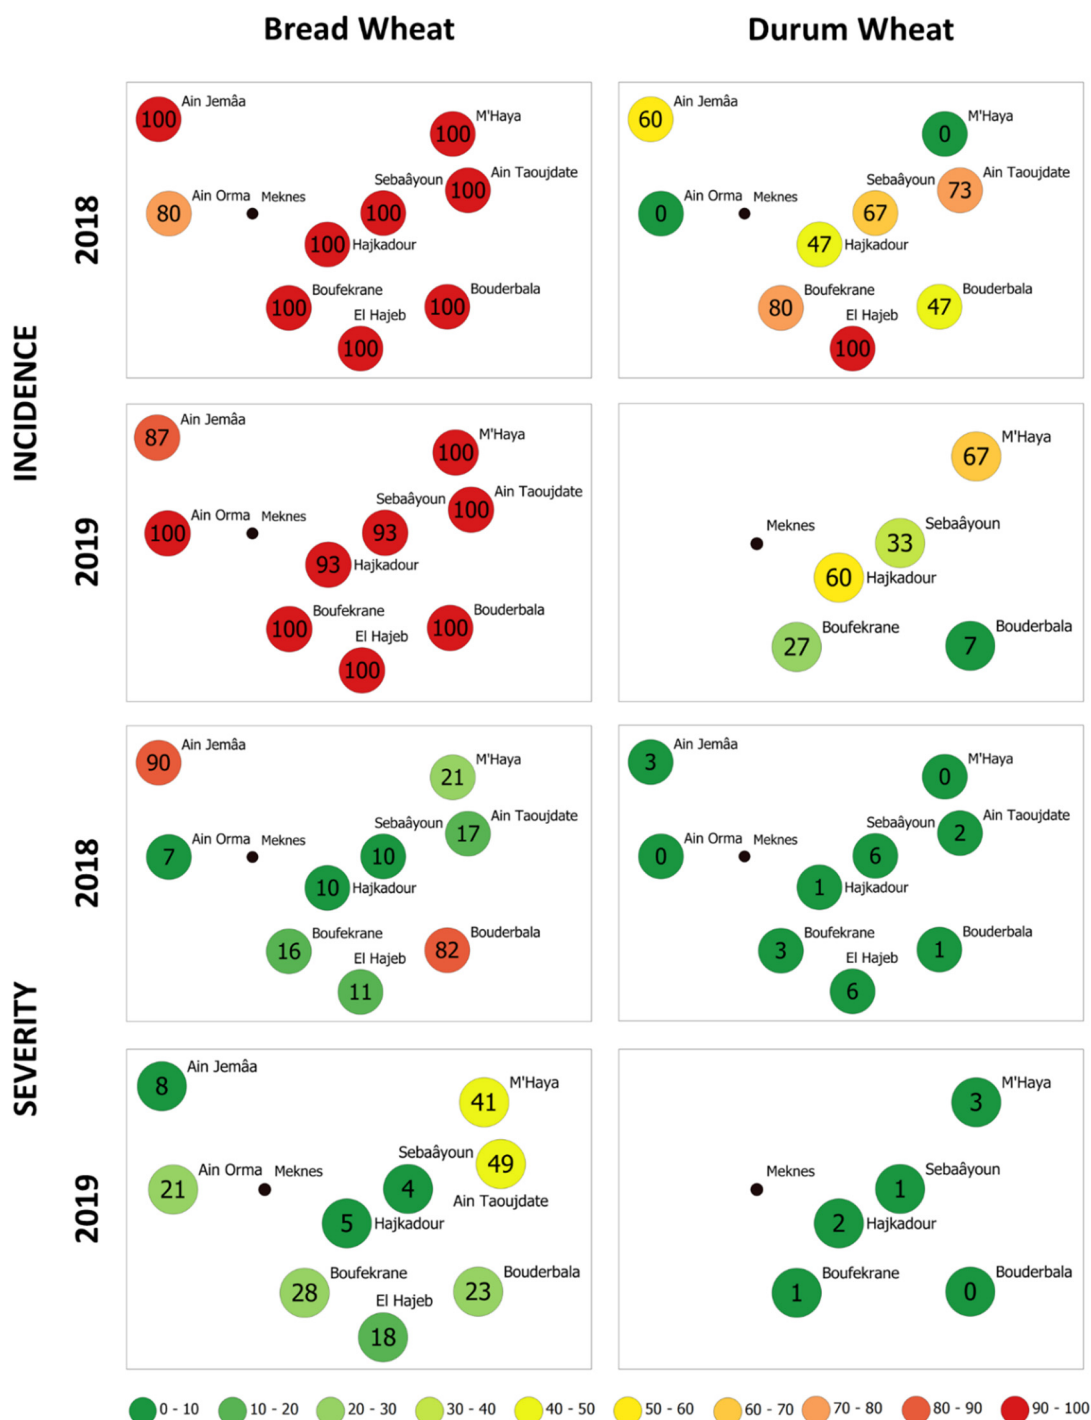 Bread Wheat
Durum Wheat
INCIDENCE
2018
Ain Jemâa
100
M'Haya
100
Ain Taoujdate
100
Sebaâyoun
100
Ain Orma
80
Meknes
100
Hajkadour
Boufekrane
100
Bouderbala
100
El Hajeb
100
Ain Jemâa
60
M'Haya
0
Ain Taoujdate
73
Sebaâyoun
67
Ain Orma
0
Meknes
47
Hajkadour
Boufekrane
80
Bouderbala
47
El Hajeb
100
2019
Ain Jemâa
87
M'Haya
100
Ain Taoujdate
100
Sebaâyoun
93
Ain Orma
100
Meknes
93
Hajkadour
Boufekrane
100
Bouderbala
100
El Hajeb
100
M'Haya
67
Meknes
Sebaâyoun
33
60
Hajkadour
Boufekrane
27
Bouderbala
7
SEVERITY
2018
Ain Jemâa
90
M'Haya
21
Ain Taoujdate
17
Sebaâyoun
10
Ain Orma
7
Meknes
10
Hajkadour
Boufekrane
16
Bouderbala
82
El Hajeb
11
Ain Jemâa
3
M'Haya
0
Ain Taoujdate
2
Sebaâyoun
6
Ain Orma
0
Meknes
1
Hajkadour
Boufekrane
3
Bouderbala
1
El Hajeb
6
2019
Ain Jemâa
8
M'Haya
41
Sebaâyoun
49
Ain Taoujdate
4
Ain Orma
21
Meknes
5
Hajkadour
Boufekrane
28
Bouderbala
23
El Hajeb
18
M'Haya
3
Meknes
Sebaâyoun
1
2
Hajkadour
Boufekrane
1
Bouderbala
0
0 - 10
10 - 20
20 - 30
30 - 40
40 - 50
50 - 60
60 - 70
70 - 80
80 - 90
90 - 100